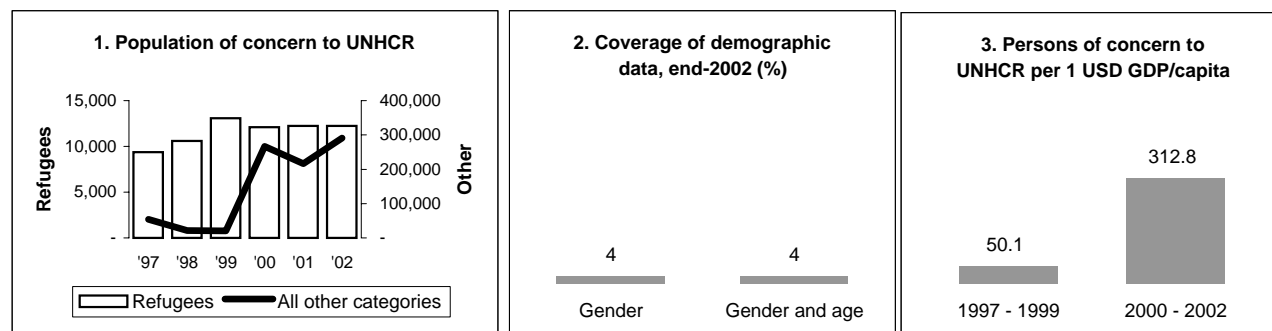 1. Population of concern to UNHCR
15,000
10,000
5,000
-
Refugees
400,000
300,000
200,000
100,000
-
Other
'97 '98 '99 '00 '01 '02
Refugees All other categories
2. Coverage of demographic
data, end-2002 (%)
4 4
Gender Gender and age
3. Persons of concern to
UNHCR per 1 USD GDP/capita
312.8
50.1
1997 - 1999 2000 - 2002